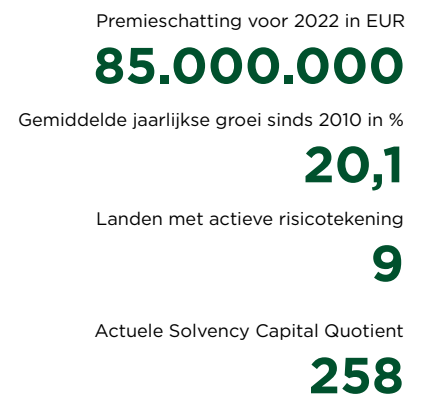 Premieschatting voor 2022 in EUR
85.000.000
Gemiddelde jaarlijkse groei sinds 2010 in %
20,1
Landen met actieve risicotekening
9
Actuele Solvency Capital Quotient
258